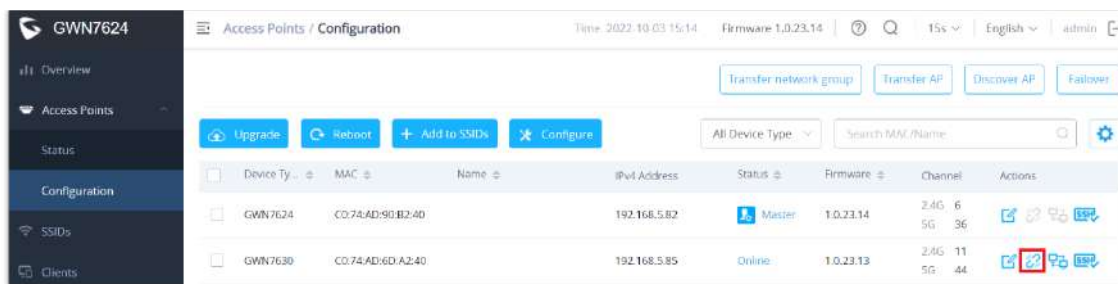 GWN7624
Access Points / Configuration
Time 2022-10-03 15:14
Firmware 1.0.23.14
15s
English
admin
Overview
Access Points
Status
Configuration
SSIDs
Clients
Transfer network group
Transfer AP
Discover AP
Failover
Upgrade
Reboot
+ Add to SSIDs
Configure
All Device Type
Search MAC/Name
Device Ty...
MAC
Name
IPv4 Address
Status
Firmware
Channel
Actions
GWN7624 C0:74:AD:90:B2:40 192.168.5.82 Master 1.0.23.14 2.4G 6
5G 36
SSID
GWN7630 C0:74:AD:6D:A2:40 192.168.5.85 Online 1.0.23.13 2.4G 11
5G 44
SSID